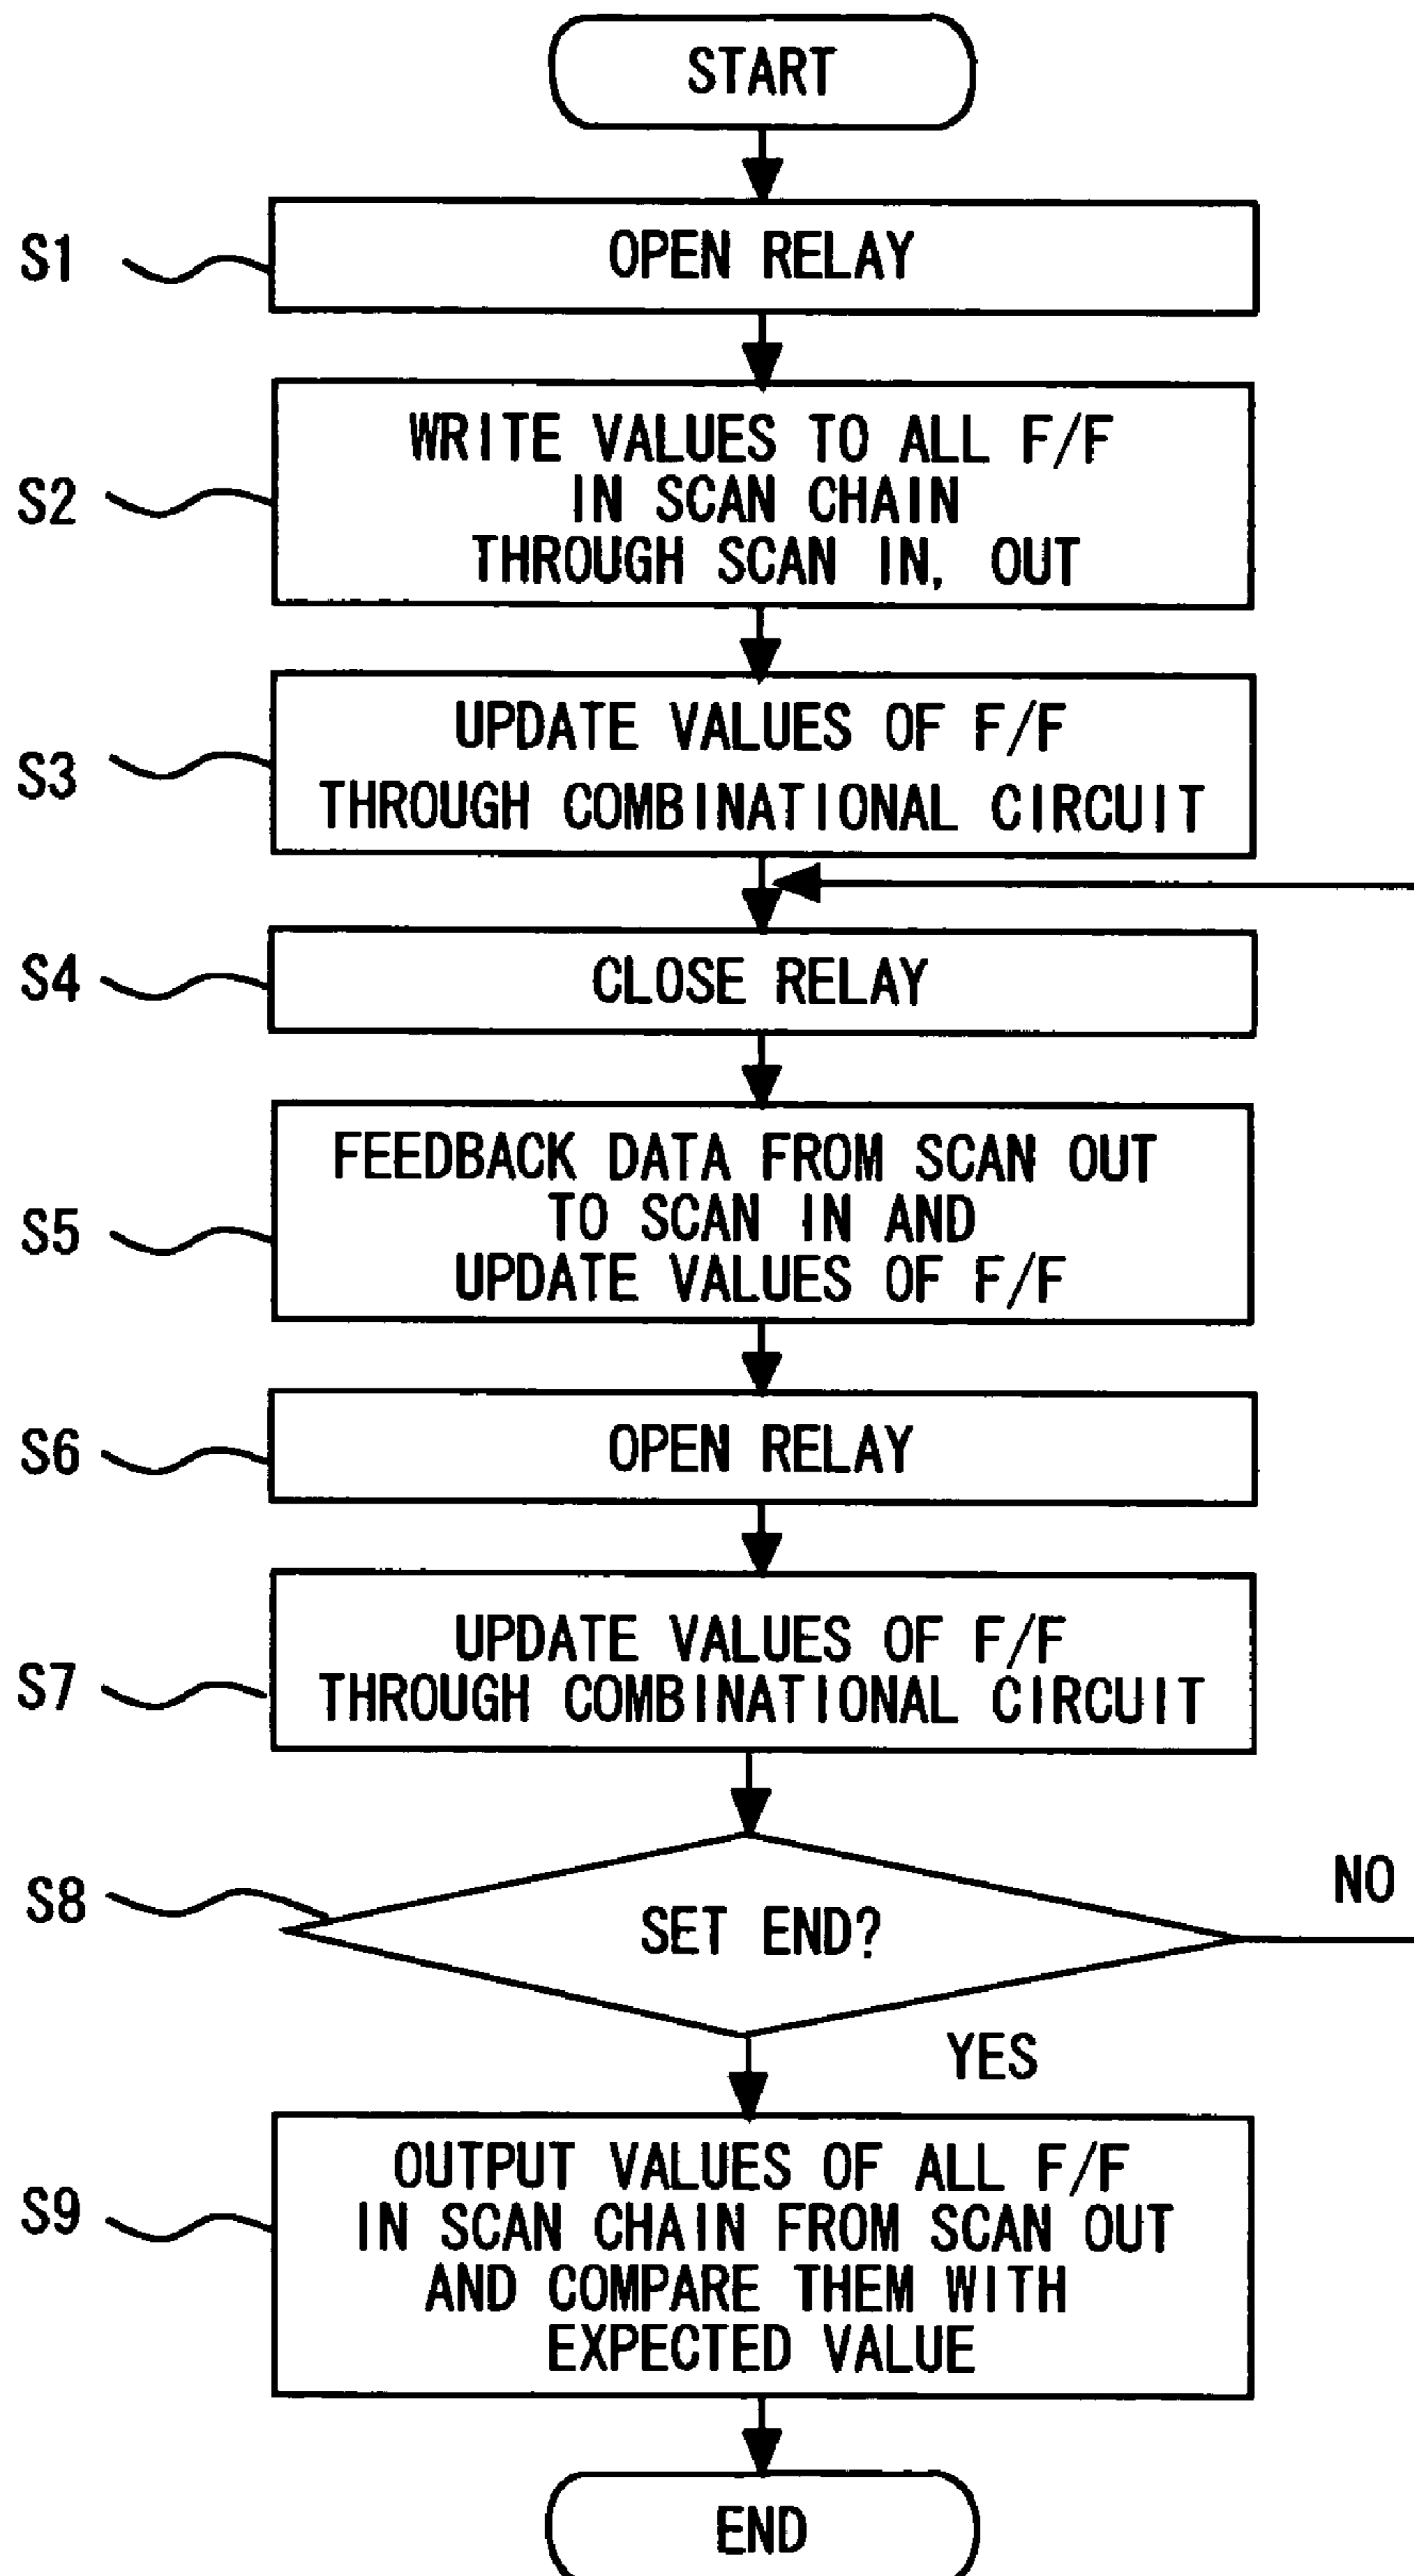 START
S1
OPEN RELAY
S2
WRITE VALUES TO ALL F/F
IN SCAN CHAIN
THROUGH SCAN IN, OUT
S3
UPDATE VALUES OF F/F
THROUGH COMBINATIONAL CIRCUIT
S4
CLOSE RELAY
S5
FEEDBACK DATA FROM SCAN OUT
TO SCAN IN AND
UPDATE VALUES OF F/F
S6
OPEN RELAY
S7
UPDATE VALUES OF F/F
THROUGH COMBINATIONAL CIRCUIT
S8
SET END?
NO
YES
S9
OUTPUT VALUES OF ALL F/F
IN SCAN CHAIN FROM SCAN OUT
AND COMPARE THEM WITH
EXPECTED VALUE
END